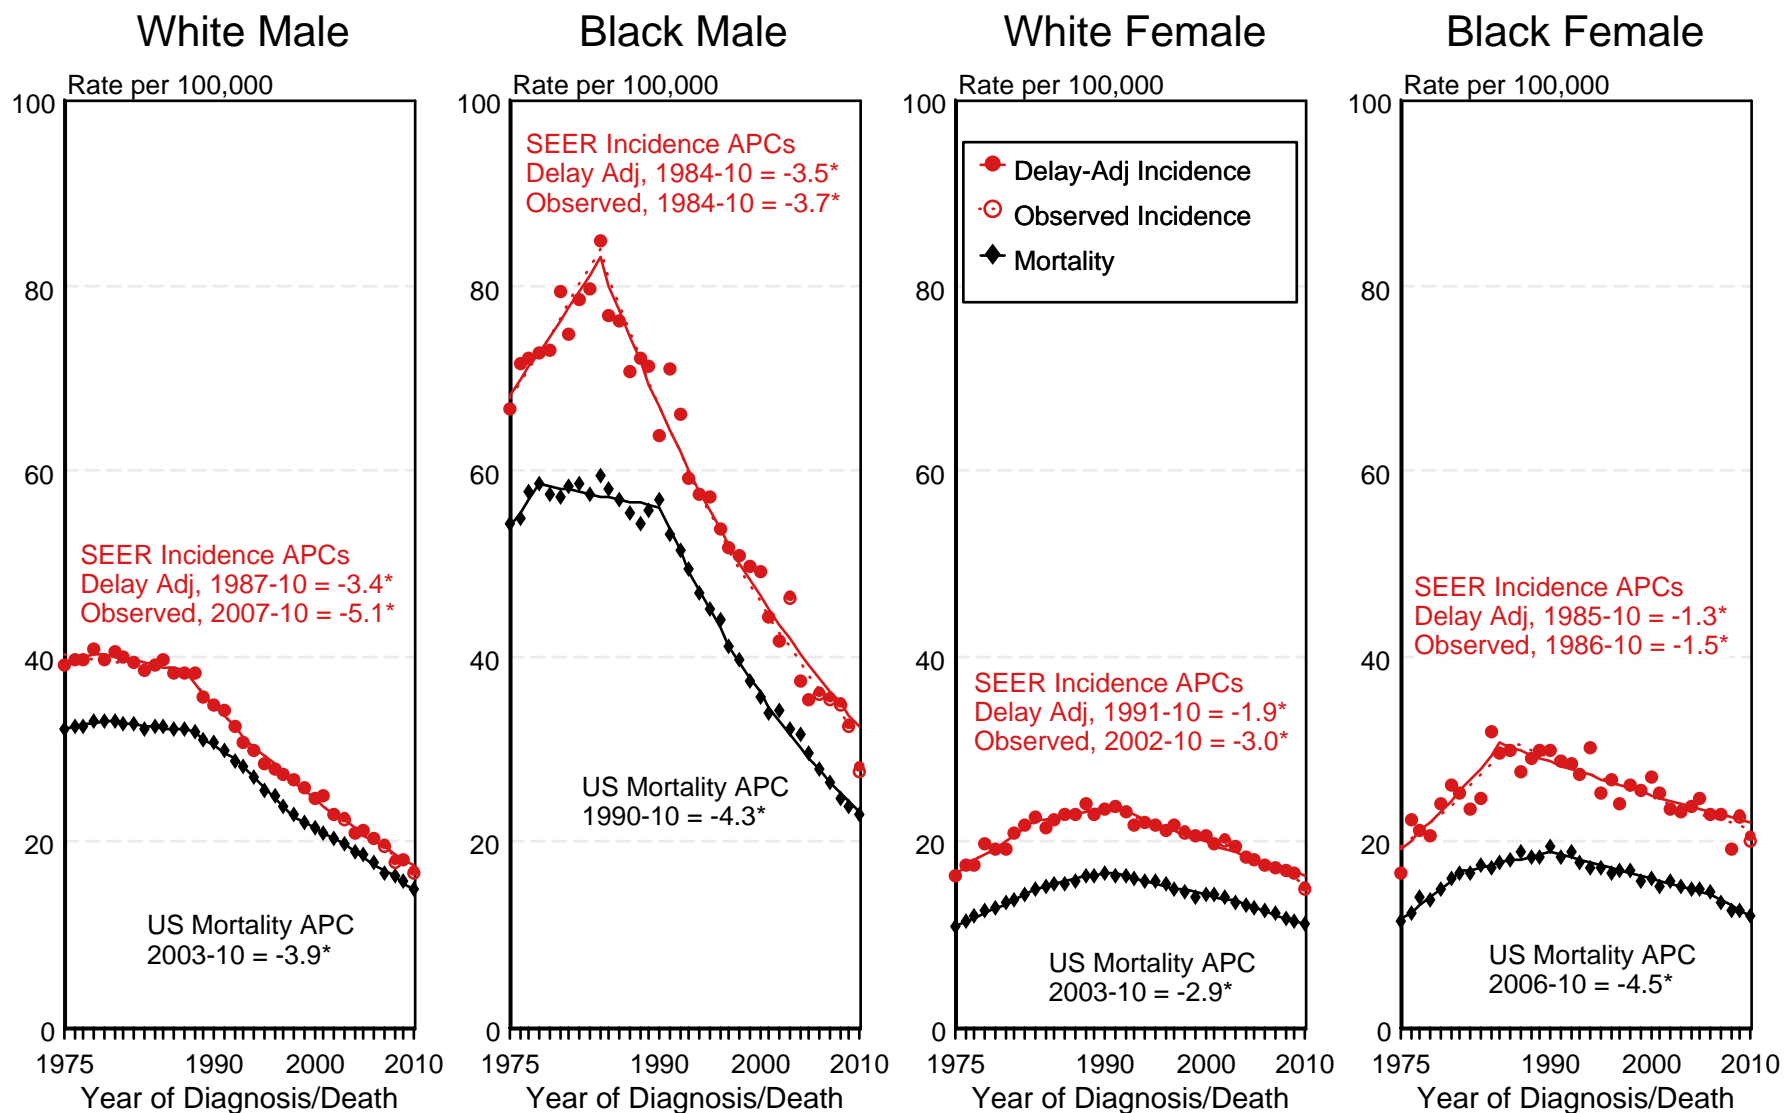 White Male
Rate per 100,000
100
80
60
40
20
0
SEER Incidence APCs
Delay Adj, 1987-10 = -3.4*
Observed, 2007-10 = -5.1*
US Mortality APC
2003-10 = -3.9*
1975 1990 2000 2010
Year of Diagnosis/Death
Black Male
Rate per 100,000
100
80
60
40
20
0
SEER Incidence APCs
Delay Adj, 1984-10 = -3.5*
Observed, 1984-10 = -3.7*
US Mortality APC
1990-10 = -4.3*
1975 1990 2000 2010
Year of Diagnosis/Death
White Female
Rate per 100,000
100
80
60
40
20
0
Delay-Adj Incidence
Observed Incidence
Mortality
SEER Incidence APCs
Delay Adj, 1991-10 = -1.9*
Observed, 2002-10 = -3.0*
US Mortality APC
2003-10 = -2.9*
1975 1990 2000 2010
Year of Diagnosis/Death
Black Female
Rate per 100,000
100
80
60
40
20
0
SEER Incidence APCs
Delay Adj, 1985-10 = -1.3*
Observed, 1986-10 = -1.5*
US Mortality APC
2006-10 = -4.5*
1975 1990 2000 2010
Year of Diagnosis/Death